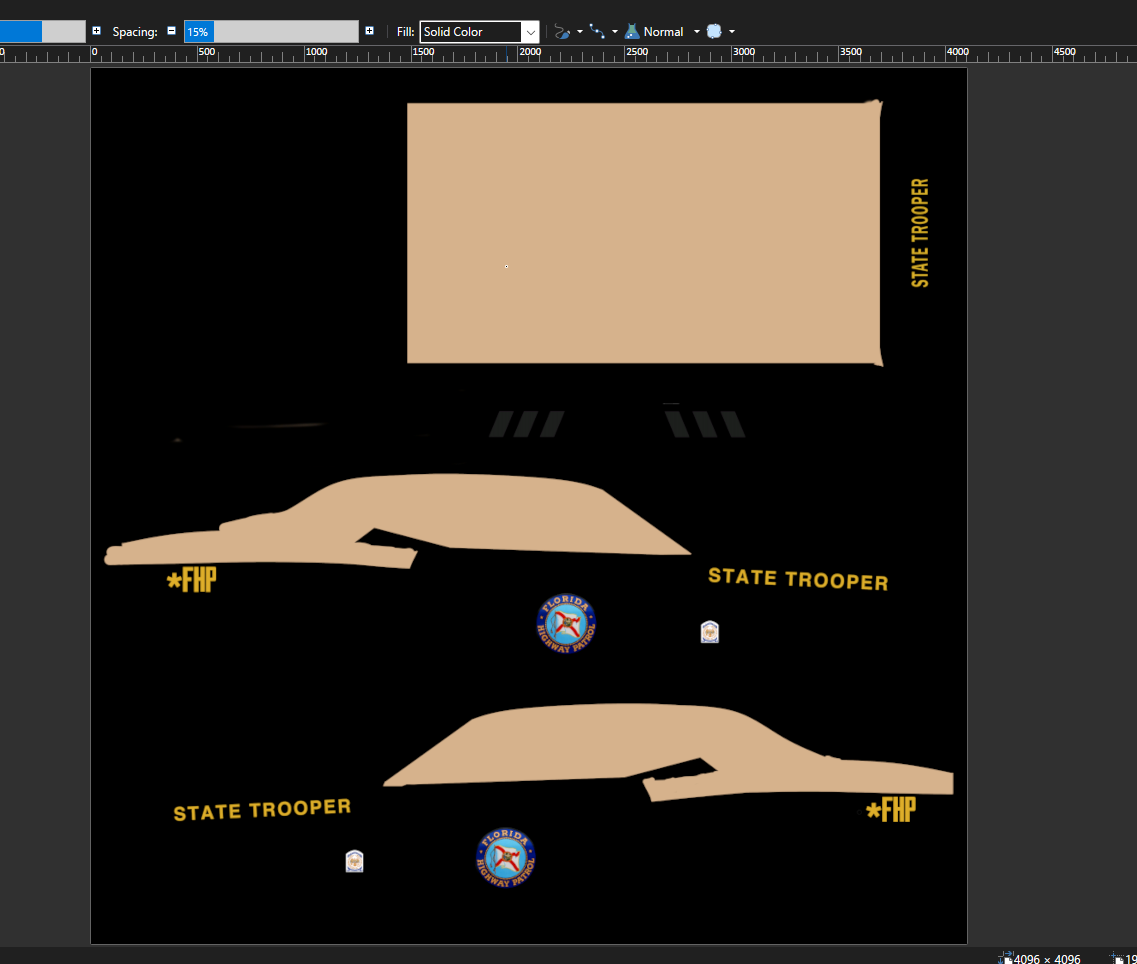 Spacing: 15% Fill: Solid Color Normal
0 0 500 1000 1500 2000 2500 3000 3500 4000 4500
STATE TROOPER
*FHP
STATE TROOPER
FLORIDA
HIGHWAY PATROL
STATE TROOPER
*FHP
FLORIDA
HIGHWAY PATROL
4096 × 4096 19